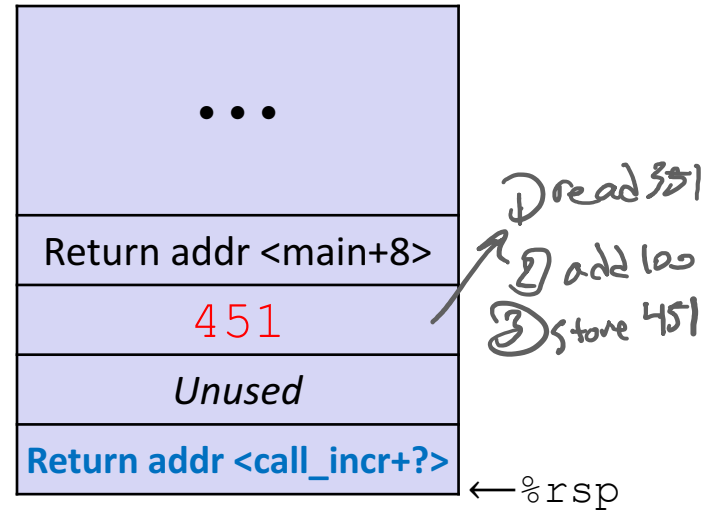 •••
Return addr <main+8>
451
Unused
Return addr <call_incr+?>
←%rsp
① read 351
② add 100
③ store 451